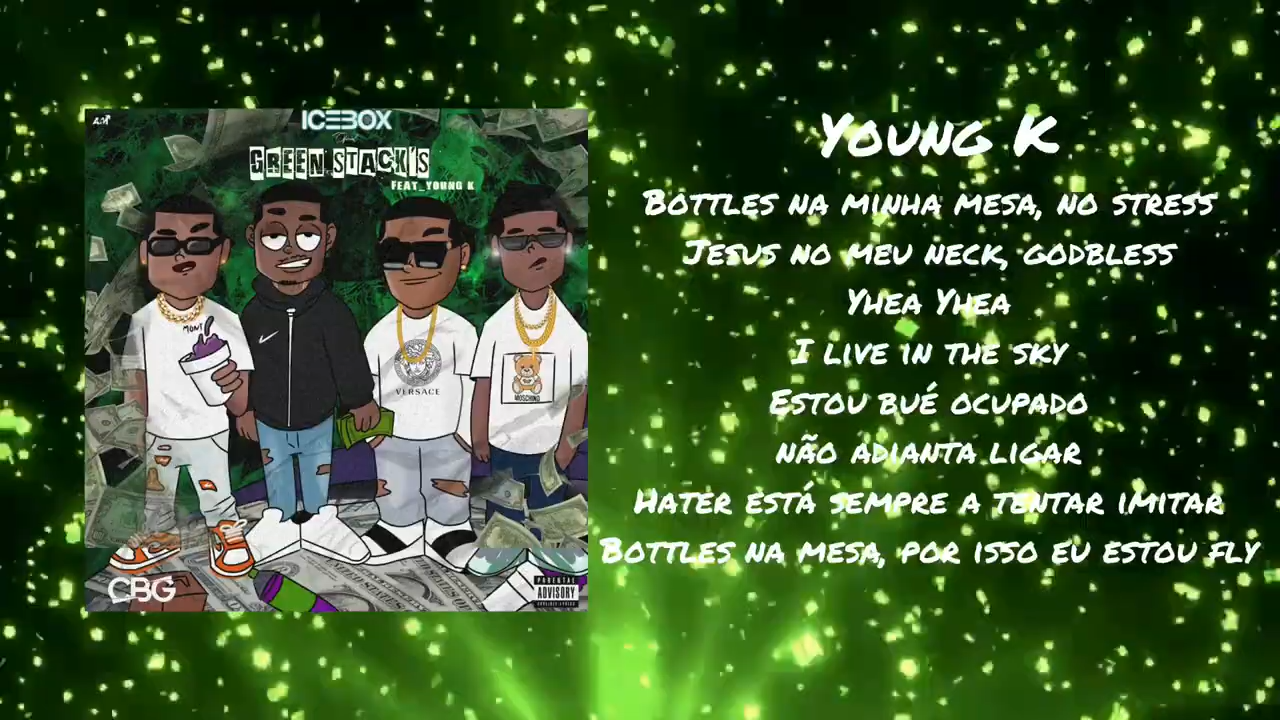 ICEBOX
GREEN STACK'S
FEAT_YOUNG K
MONT
VERSACE
MOSCHINO
CBG
PARENTAL
ADVISORY
EXPLICIT LYRICS
YOUNG K
BOTTLES NA MINHA MESA, NO STRESS
JESUS NO MEU NECK, GODBLESS
YHEA YHEA
I LIVE IN THE SKY
ESTOU BUÉ OCUPADO
NÃO ADIANTA LIGAR
HATER ESTÁ SEMPRE A TENTAR IMITAR
BOTTLES NA MESA, POR ISSO EU ESTOU FLY